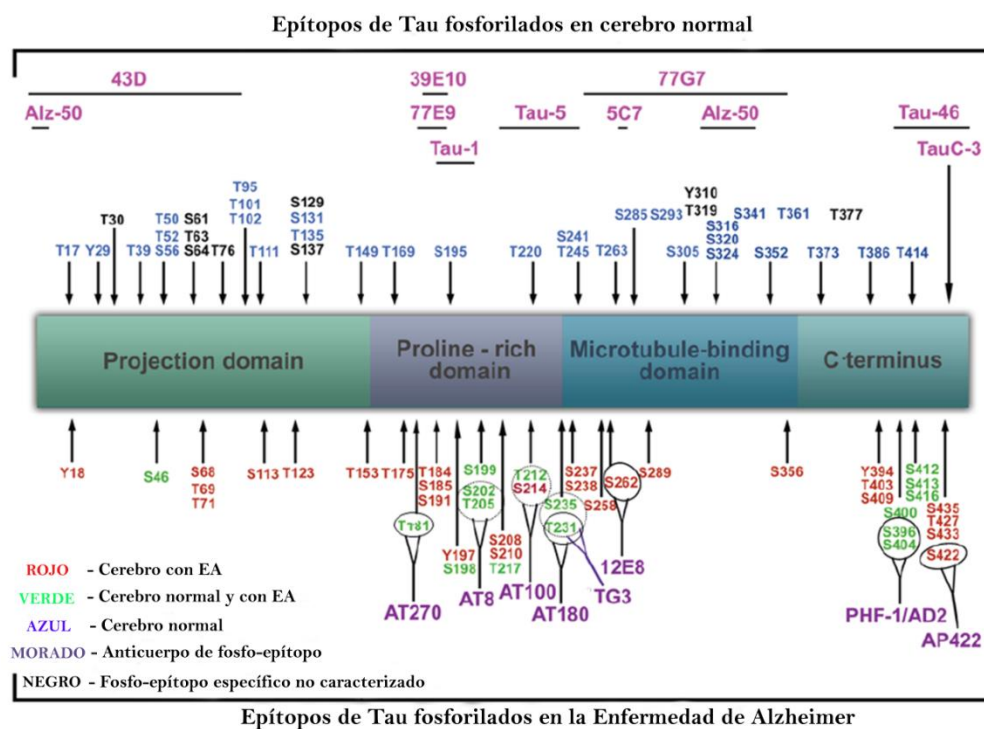 Epítopos de Tau fosforilados en cerebro normal
43D 39E10 77G7
Alz-50 77E9 Tau-5 5C7 Alz-50 Tau-46
Tau-1 TauC-3
T95
T101
T102
S129
S131
T135
S137
Y310
T319
T30
T50
T52
S56
S61
T63
S64
S285 S293
S316
S320
S324
S341 T361 T377
T17 Y29 T39 T76 T111 T149 T169 S195 T220
S241
T245
T263 S305 S352 T373 T386 T414
Projection domain
Proline - rich
domain
Microtubule-binding
domain
C terminus
Y18 S46
S68
T69
T71
S113 T123 T153 T175
T184
S185
S191
S199
S202
T205
T212
S214
S235
T231
S237
S238
S258
S262
S289 S356
Y394
T403
S409
S400
S396
S404
S412
S413
S416
S435
T427
S433
S422
T181
Y197
S198
S208
S210
T217
AT270 AT8 AT100 AT180 TG3 12E8 PHF-1/AD2 AP422
ROJO - Cerebro con EA
VERDE - Cerebro normal y con EA
AZUL - Cerebro normal
MORADO - Anticuerpo de fosfo-epítopo
NEGRO - Fosfo-epítopo específico no caracterizado
Epítopos de Tau fosforilados en la Enfermedad de Alzheimer